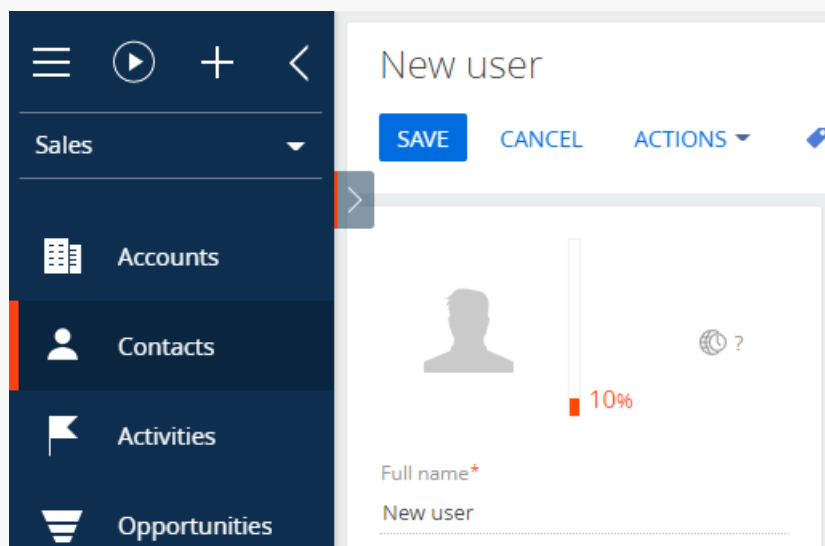 New user
SAVE CANCEL ACTIONS
Sales
Accounts
Contacts
Activities
Opportunities
?
10%
Full name*
New user